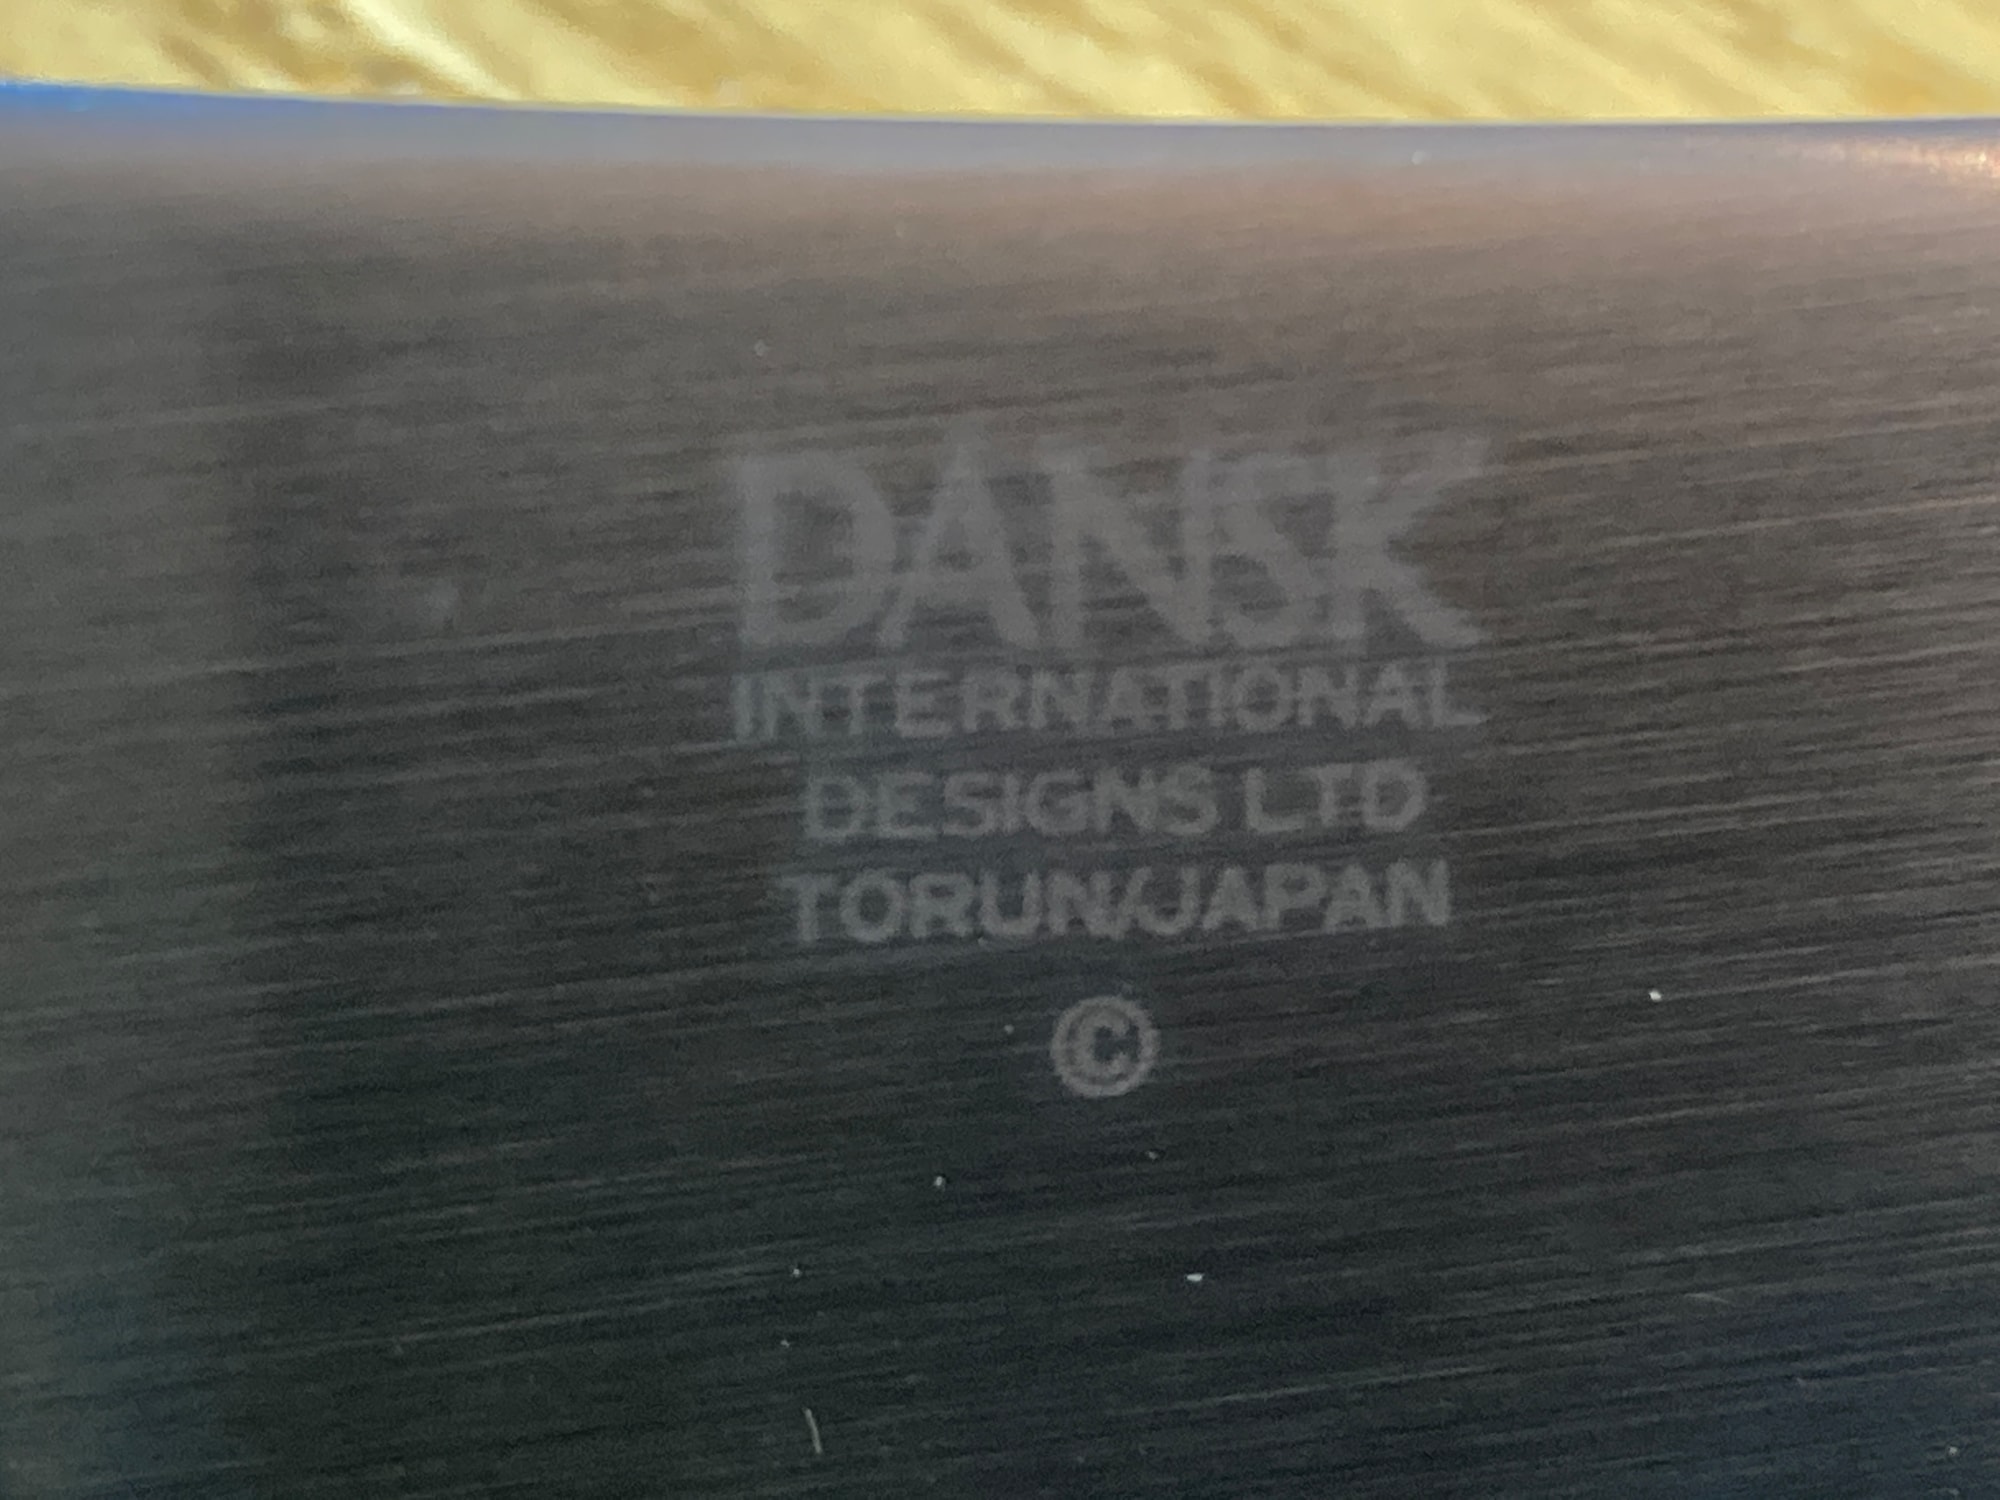 DANSK
INTERNATIONAL
DESIGNS LTD
TORUN/JAPAN
©